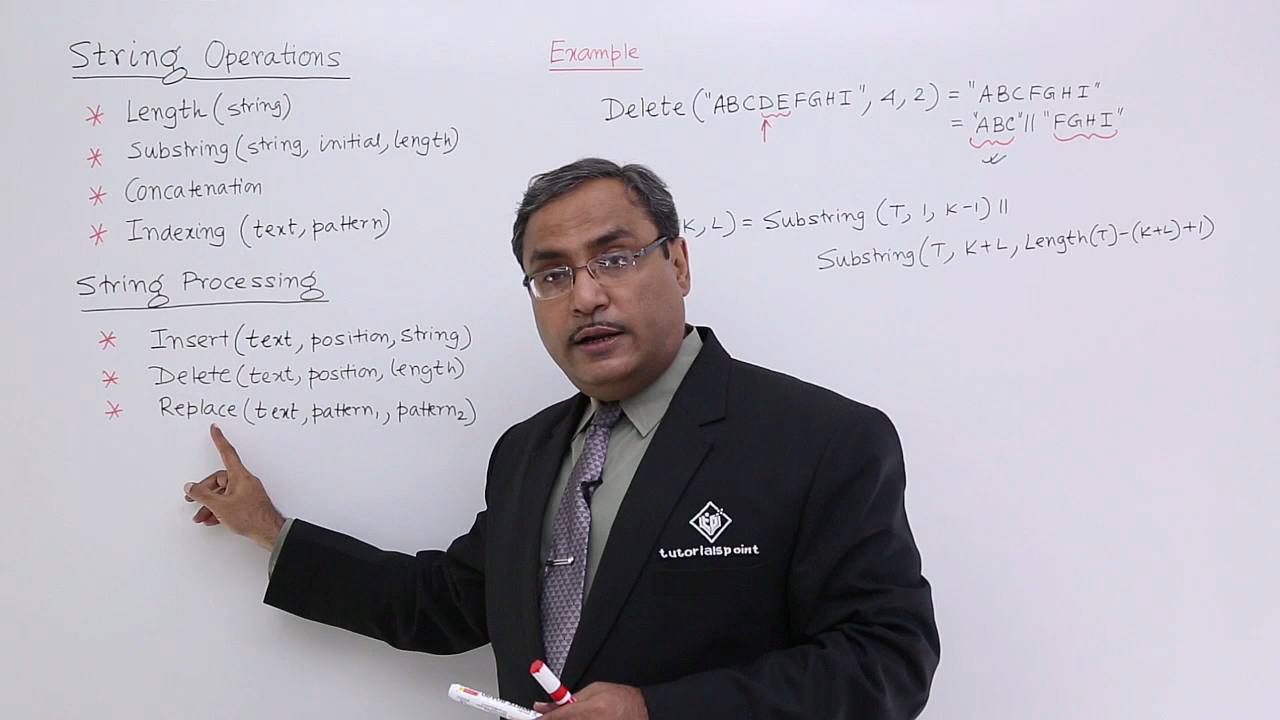 String Operations
* Length (string)
* Substring (string, initial, length)
* Concatenation
* Indexing (text, pattern)
String Processing
* Insert (text, position, string)
* Delete (text, position, length)
* Replace (text, pattern₁, pattern₂)
Example
Delete ("ABCDEFGHI", 4, 2) = "ABCFGHI"
= "ABC" || "FGHI"
K, L) = Substring (T, 1, K-1) ||
Substring (T, K+L, Length(T)-(K+L)+1)
tutorialspoint